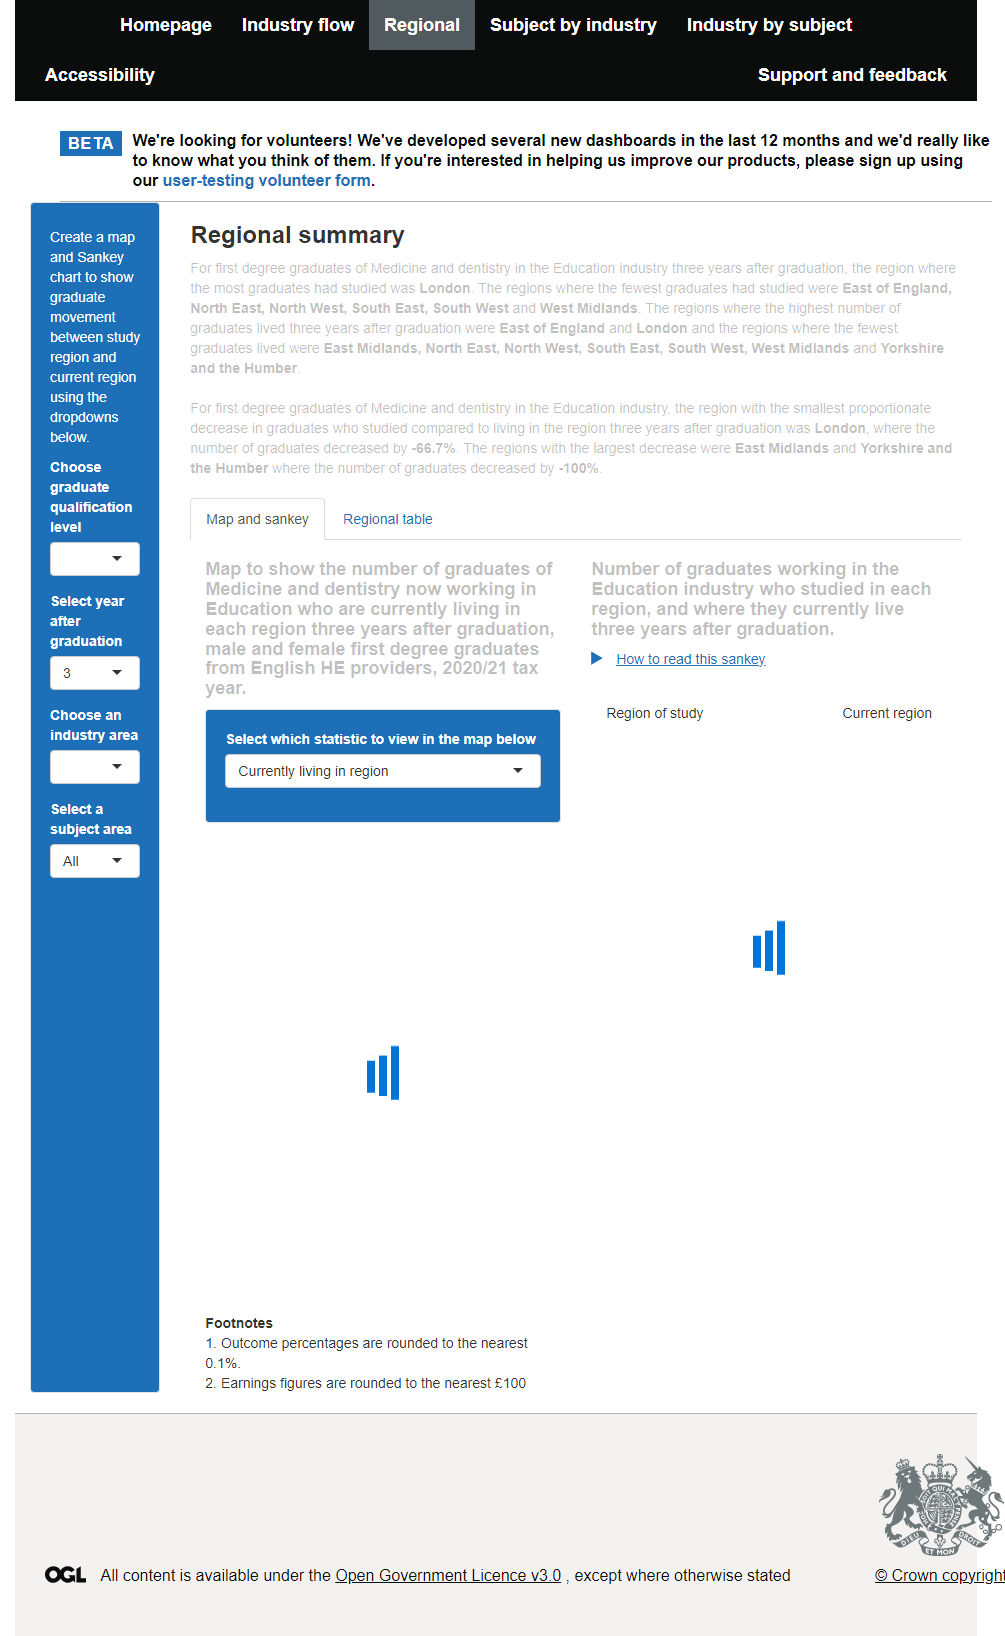 Homepage Industry flow Regional Subject by industry Industry by subject
Accessibility Support and feedback
BETA We're looking for volunteers! We've developed several new dashboards in the last 12 months and we'd really like
to know what you think of them. If you're interested in helping us improve our products, please sign up using
our user-testing volunteer form.
Create a map
and Sankey
chart to show
graduate
movement
between study
region and
current region
using the
dropdowns
below.
Choose
graduate
qualification
level
Select year
after
graduation
3
Choose an
industry area
Select a
subject area
All
Regional summary
For first degree graduates of Medicine and dentistry in the Education industry three years after graduation, the region where
the most graduates had studied was London. The regions where the fewest graduates had studied were East of England,
North East, North West, South East, South West and West Midlands. The regions where the highest number of
graduates lived three years after graduation were East of England and London and the regions where the fewest
graduates lived were East Midlands, North East, North West, South East, South West, West Midlands and Yorkshire
and the Humber.
For first degree graduates of Medicine and dentistry in the Education industry, the region with the smallest proportionate
decrease in graduates who studied compared to living in the region three years after graduation was London, where the
number of graduates decreased by -66.7%. The regions with the largest decrease were East Midlands and Yorkshire and
the Humber where the number of graduates decreased by -100%.
Map and sankey Regional table
Map to show the number of graduates of
Medicine and dentistry now working in
Education who are currently living in
each region three years after graduation,
male and female first degree graduates
from English HE providers, 2020/21 tax
year.
Select which statistic to view in the map below
Currently living in region
Number of graduates working in the
Education industry who studied in each
region, and where they currently live
three years after graduation.
How to read this sankey
Region of study Current region
Footnotes
1. Outcome percentages are rounded to the nearest
0.1%.
2. Earnings figures are rounded to the nearest £100
DIEU ET MON DROIT
OGL All content is available under the Open Government Licence v3.0 , except where otherwise stated
© Crown copyright